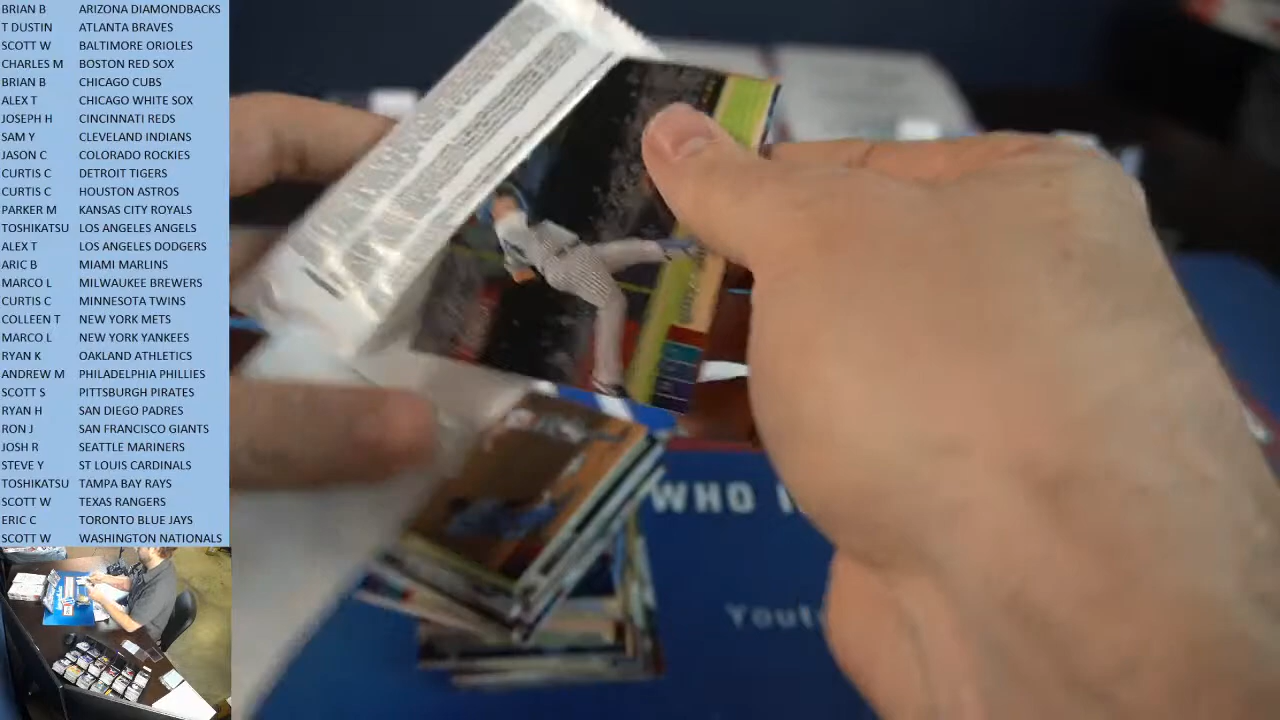 BRIAN B ARIZONA DIAMONDBACKS
T DUSTIN ATLANTA BRAVES
SCOTT W BALTIMORE ORIOLES
CHARLES M BOSTON RED SOX
BRIAN B CHICAGO CUBS
ALEX T CHICAGO WHITE SOX
JOSEPH H CINCINNATI REDS
SAM Y CLEVELAND INDIANS
JASON C COLORADO ROCKIES
CURTIS C DETROIT TIGERS
CURTIS C HOUSTON ASTROS
PARKER M KANSAS CITY ROYALS
TOSHIKATSU LOS ANGELES ANGELS
ALEX T LOS ANGELES DODGERS
ARIC B MIAMI MARLINS
MARCO L MILWAUKEE BREWERS
CURTIS C MINNESOTA TWINS
COLLEEN T NEW YORK METS
MARCO L NEW YORK YANKEES
RYAN K OAKLAND ATHLETICS
ANDREW M PHILADELPHIA PHILLIES
SCOTT S PITTSBURGH PIRATES
RYAN H SAN DIEGO PADRES
RON J SAN FRANCISCO GIANTS
JOSH R SEATTLE MARINERS
STEVE Y ST LOUIS CARDINALS
TOSHIKATSU TAMPA BAY RAYS
SCOTT W TEXAS RANGERS
ERIC C TORONTO BLUE JAYS
SCOTT W WASHINGTON NATIONALS
WHO